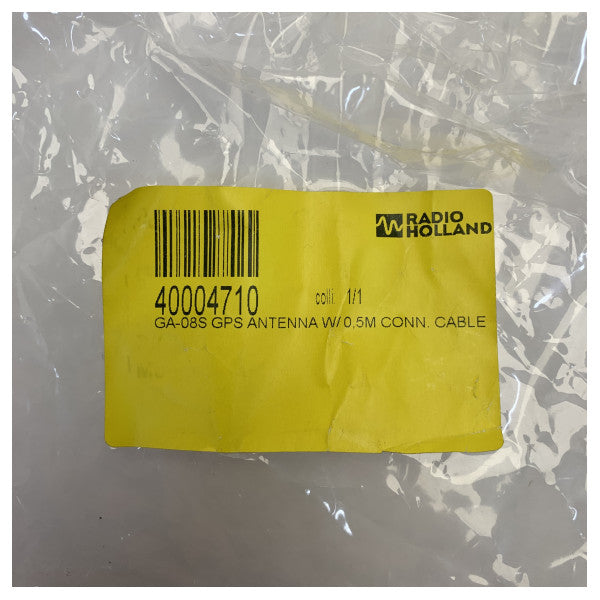 RADIO
HOLLAND
40004710 colli: 1/1
GA-08S GPS ANTENNA W/ 0,5M CONN. CABLE